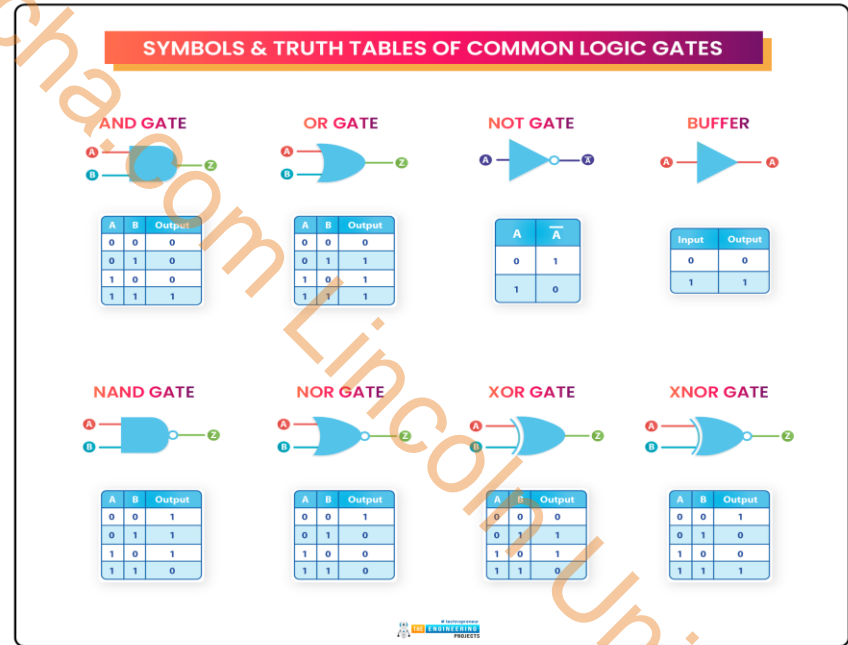 SYMBOLS & TRUTH TABLES OF COMMON LOGIC GATES
AND GATE OR GATE NOT GATE BUFFER
A B Z
A B Z
A A̅
A A
A B Output
0 0 0
0 1 0
1 0 0
1 1 1
A B Output
0 0 0
0 1 1
1 0 1
1 1 1
A A̅
0 1
1 0
Input Output
0 0
1 1
NAND GATE NOR GATE XOR GATE XNOR GATE
A B Z
A B Z
A B Z
A B Z
A B Output
0 0 1
0 1 1
1 0 1
1 1 0
A B Output
0 0 1
0 1 0
1 0 0
1 1 0
A B Output
0 0 0
0 1 1
1 0 1
1 1 0
A B Output
0 0 1
0 1 0
1 0 0
1 1 1
# technopreneur
THE ENGINEERING
PROJECTS
cha.com Lincoln Uni